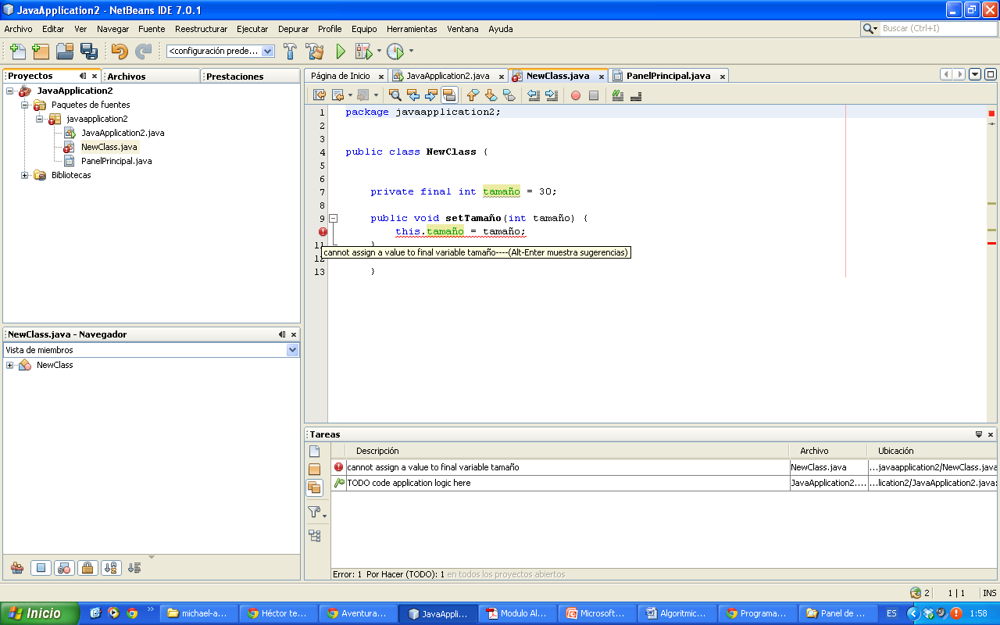 JavaApplication2 - NetBeans IDE 7.0.1
Archivo Editar Ver Navegar Fuente Reestructurar Ejecutar Depurar Profile Equipo Herramientas Ventana Ayuda
Buscar (Ctrl+I)
<configuración prede...
Proyectos Archivos Prestaciones
JavaApplication2
Paquetes de fuentes
javaapplication2
JavaApplication2.java
NewClass.java
PanelPrincipal.java
Bibliotecas
NewClass.java - Navegador
Vista de miembros
NewClass
Página de Inicio JavaApplication2.java NewClass.java PanelPrincipal.java
1 package javaapplication2;
2
3
4 public class NewClass {
5
6
7 private final int tamaño = 30;
8
9 public void setTamaño(int tamaño) {
this.tamaño = tamaño;
11 }
cannot assign a value to final variable tamaño----(Alt-Enter muestra sugerencias)
12
13 }
Tareas
Descripción Archivo Ubicación
cannot assign a value to final variable tamaño NewClass.java ...javaapplication2/NewClass.java
TODO code application logic here JavaApplication2.... ...lication2/JavaApplication2.java:
Error: 1 Por Hacer (TODO): 1 en todos los proyectos abiertos
2 1 | 1 INS
Inicio michael-a... Héctor te... Aventura... JavaAppli... Modulo Al... Microsoft... Algoritmic... Programa... Panel de ... ES 1:58